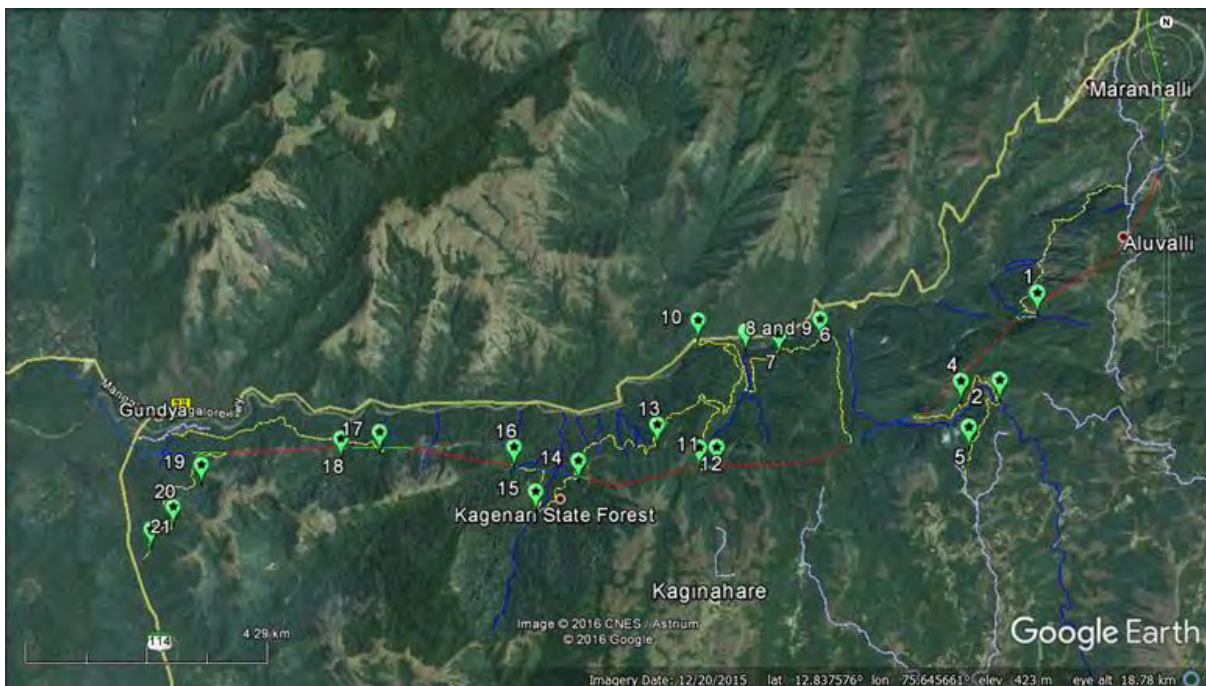 N
Maranhalli
Aluvalli
1
10
8 and 9
6
7
4
2
5
Gundya
13
17
16
11
12
18
14
19
15
20
21
Kagenari State Forest
Kaginahare
114
4.29 km
Image © 2016 CNES / Astrium
© 2016 Google
Google Earth
Imagery Date: 12/20/2015 lat 12.837576° lon 75.645661° elev 423 m eye alt 18.78 km